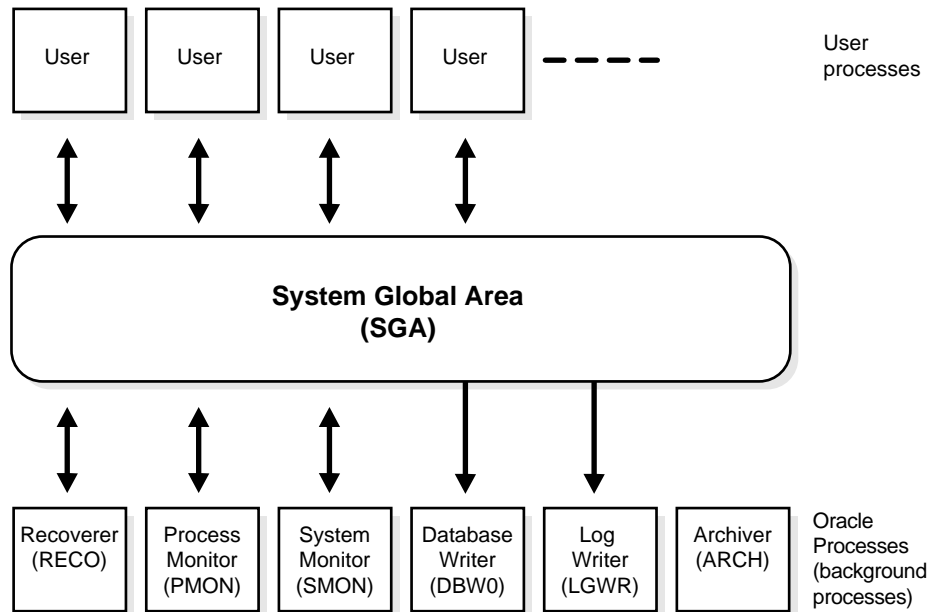 User
User
User
User
User
processes
System Global Area
(SGA)
Recoverer
(RECO)
Process
Monitor
(PMON)
System
Monitor
(SMON)
Database
Writer
(DBW0)
Log
Writer
(LGWR)
Archiver
(ARCH)
Oracle
Processes
(background
processes)